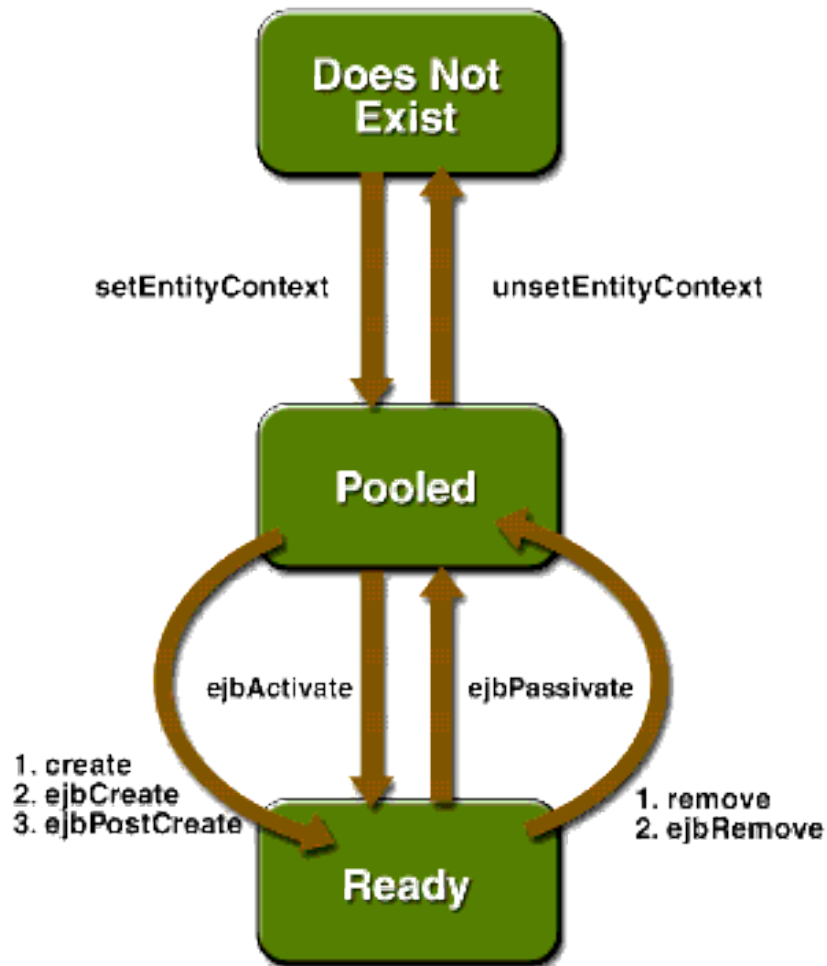 Does Not
Exist
setEntityContext
unsetEntityContext
Pooled
ejbActivate
ejbPassivate
1. create
2. ejbCreate
3. ejbPostCreate
1. remove
2. ejbRemove
Ready